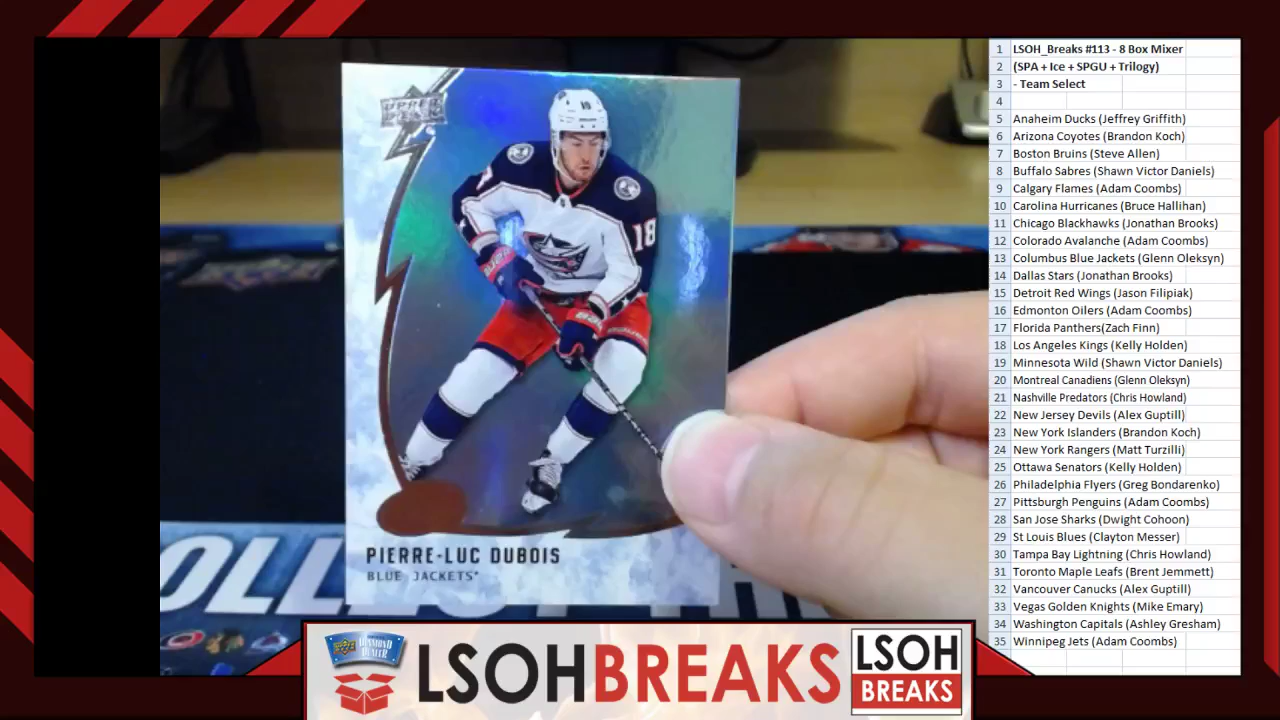 UPPER DECK
18
18
18
PIERRE-LUC DUBOIS
BLUE JACKETS
1 LSOH_Breaks #113 - 8 Box Mixer
2 (SPA + Ice + SPGU + Trilogy)
3 - Team Select
4
5 Anaheim Ducks (Jeffrey Griffith)
6 Arizona Coyotes (Brandon Koch)
7 Boston Bruins (Steve Allen)
8 Buffalo Sabres (Shawn Victor Daniels)
9 Calgary Flames (Adam Coombs)
10 Carolina Hurricanes (Bruce Hallihan)
11 Chicago Blackhawks (Jonathan Brooks)
12 Colorado Avalanche (Adam Coombs)
13 Columbus Blue Jackets (Glenn Oleksyn)
14 Dallas Stars (Jonathan Brooks)
15 Detroit Red Wings (Jason Filipiak)
16 Edmonton Oilers (Adam Coombs)
17 Florida Panthers(Zach Finn)
18 Los Angeles Kings (Kelly Holden)
19 Minnesota Wild (Shawn Victor Daniels)
20 Montreal Canadiens (Glenn Oleksyn)
21 Nashville Predators (Chris Howland)
22 New Jersey Devils (Alex Guptill)
23 New York Islanders (Brandon Koch)
24 New York Rangers (Matt Turzilli)
25 Ottawa Senators (Kelly Holden)
26 Philadelphia Flyers (Greg Bondarenko)
27 Pittsburgh Penguins (Adam Coombs)
28 San Jose Sharks (Dwight Cohoon)
29 St Louis Blues (Clayton Messer)
30 Tampa Bay Lightning (Chris Howland)
31 Toronto Maple Leafs (Brent Jemmett)
32 Vancouver Canucks (Alex Guptill)
33 Vegas Golden Knights (Mike Emary)
34 Washington Capitals (Ashley Gresham)
35 Winnipeg Jets (Adam Coombs)
DIAMOND
DEALER
LSOHBREAKS
LSOH
BREAKS